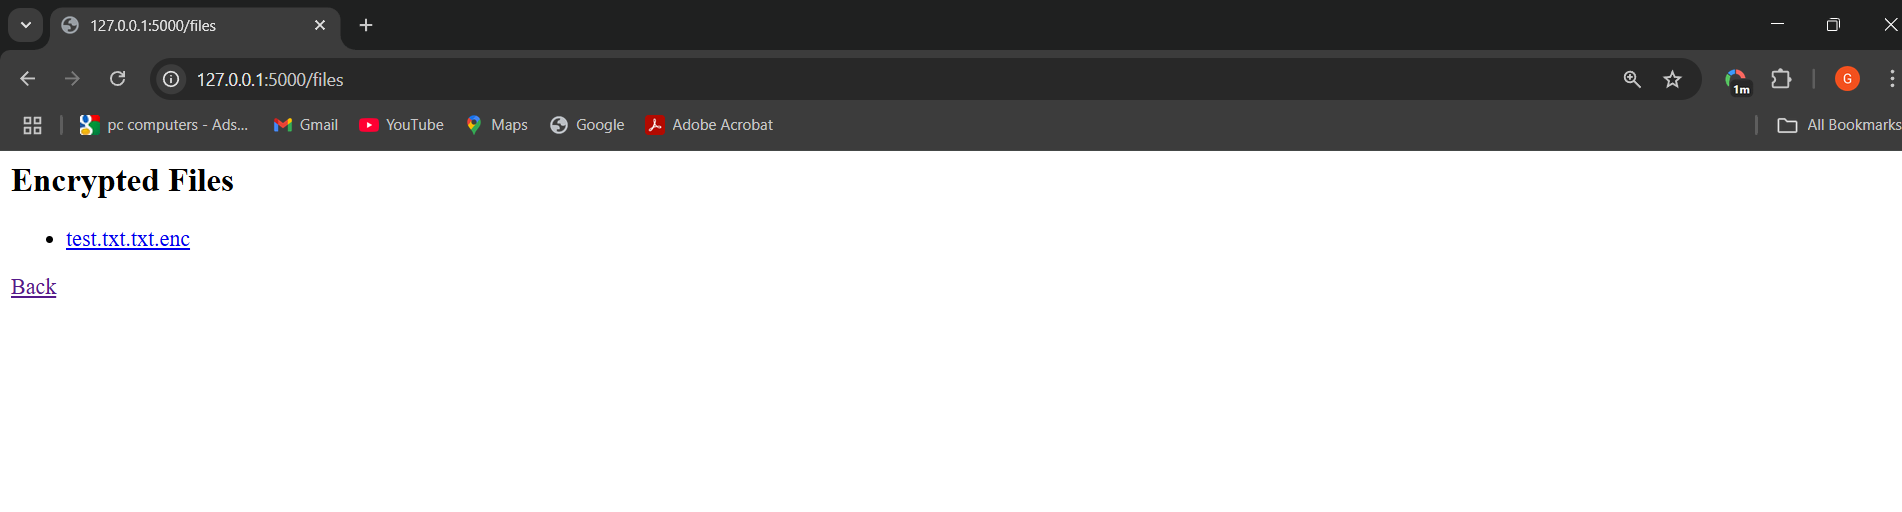 127.0.0.1:5000/files
127.0.0.1:5000/files
1m
G
pc computers - Ads...
Gmail
YouTube
Maps
Google
Adobe Acrobat
All Bookmarks
Encrypted Files
test.txt.txt.enc
Back